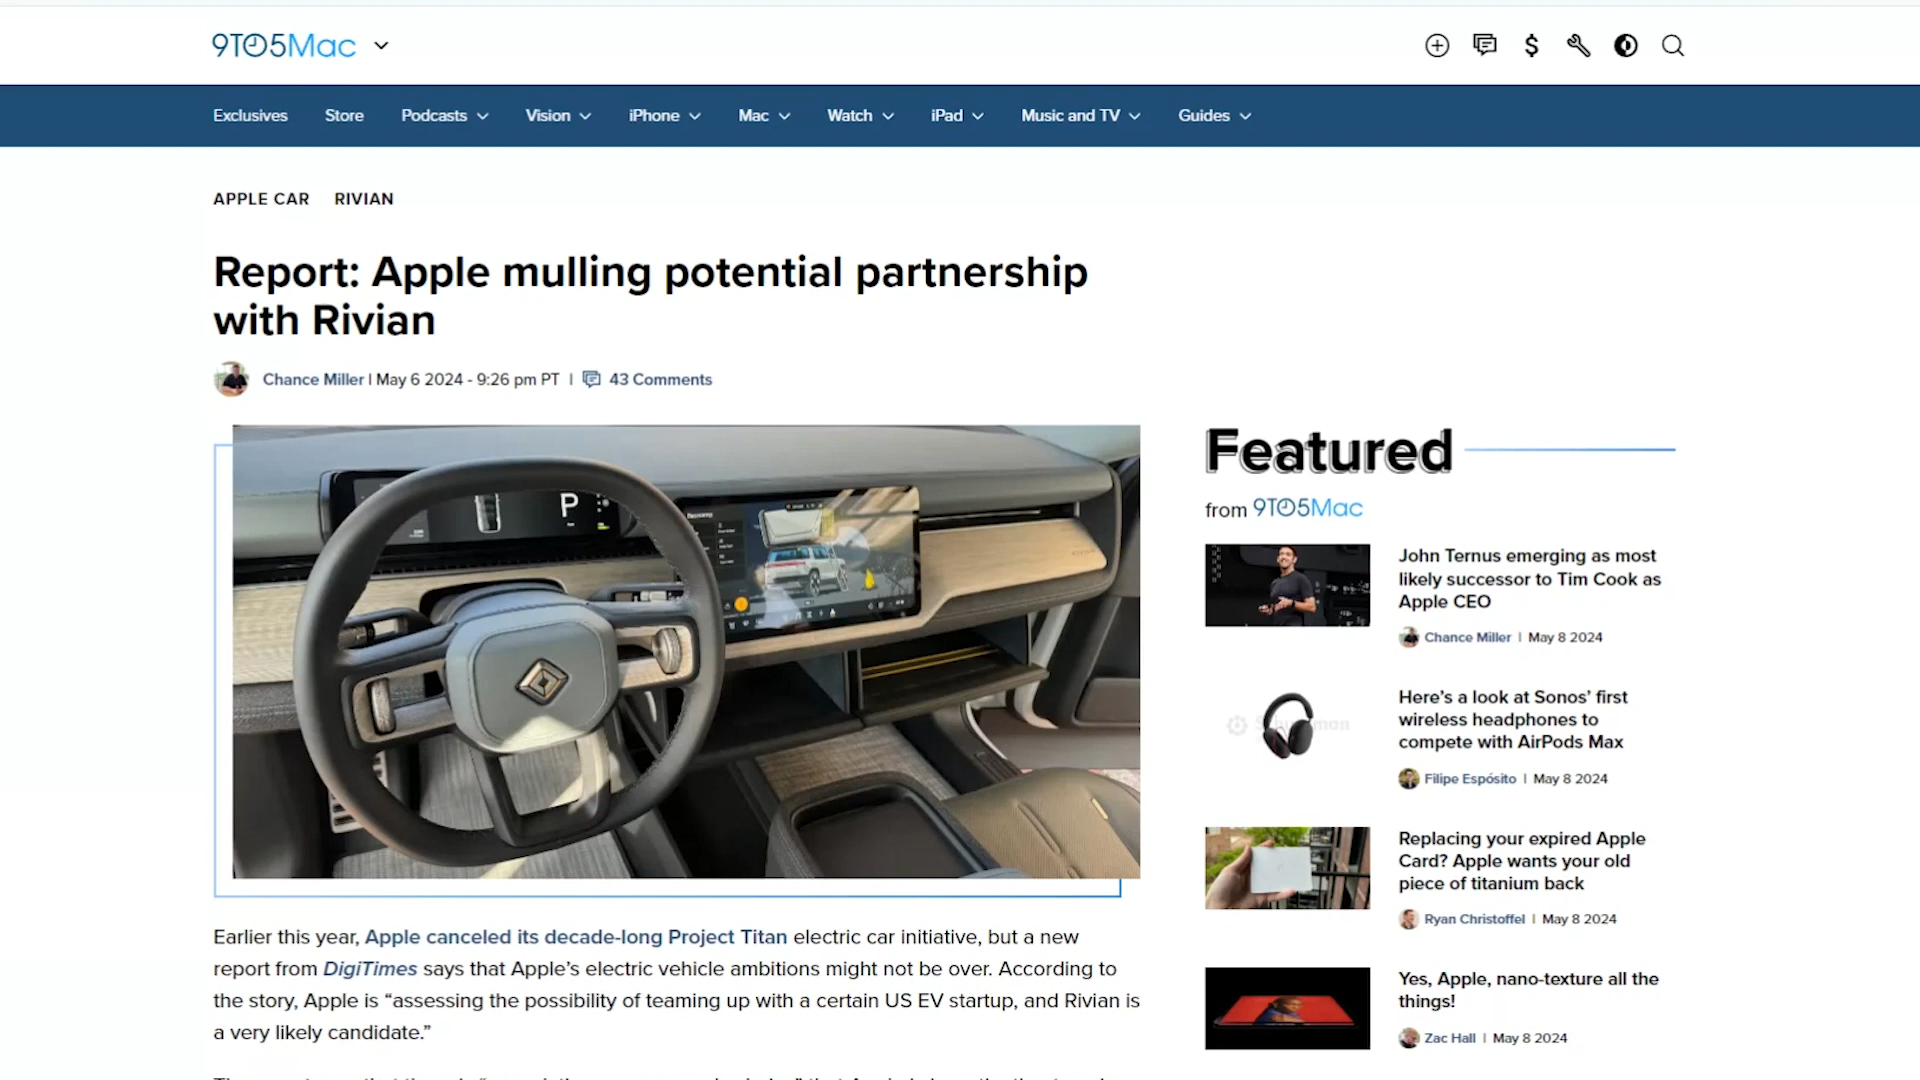 9TO5Mac
Exclusives Store Podcasts Vision iPhone Mac Watch iPad Music and TV Guides
APPLE CAR RIVIAN
Report: Apple mulling potential partnership
with Rivian
Chance Miller | May 6 2024 - 9:26 pm PT | 43 Comments
P
Featured
from 9TO5Mac
John Ternus emerging as most
likely successor to Tim Cook as
Apple CEO
Chance Miller | May 8 2024
Here’s a look at Sonos’ first
wireless headphones to
compete with AirPods Max
Filipe Espósito | May 8 2024
Replacing your expired Apple
Card? Apple wants your old
piece of titanium back
Ryan Christoffel | May 8 2024
Yes, Apple, nano-texture all the
things!
Zac Hall | May 8 2024
Earlier this year, Apple canceled its decade-long Project Titan electric car initiative, but a new
report from DigiTimes says that Apple’s electric vehicle ambitions might not be over. According to
the story, Apple is “assessing the possibility of teaming up with a certain US EV startup, and Rivian is
a very likely candidate.”